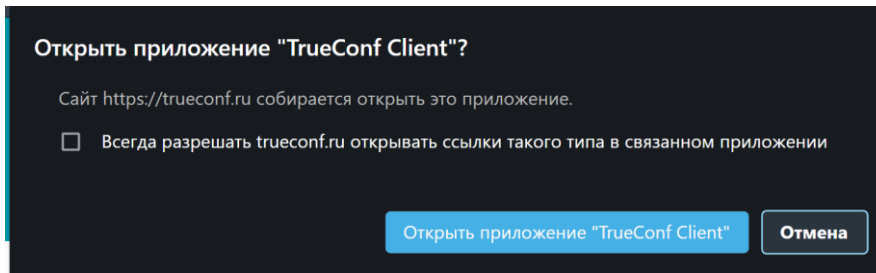 Открыть приложение "TrueConf Client"?
Сайт https://trueconf.ru собирается открыть это приложение.
Всегда разрешать trueconf.ru открывать ссылки такого типа в связанном приложении
Открыть приложение "TrueConf Client"
Отмена